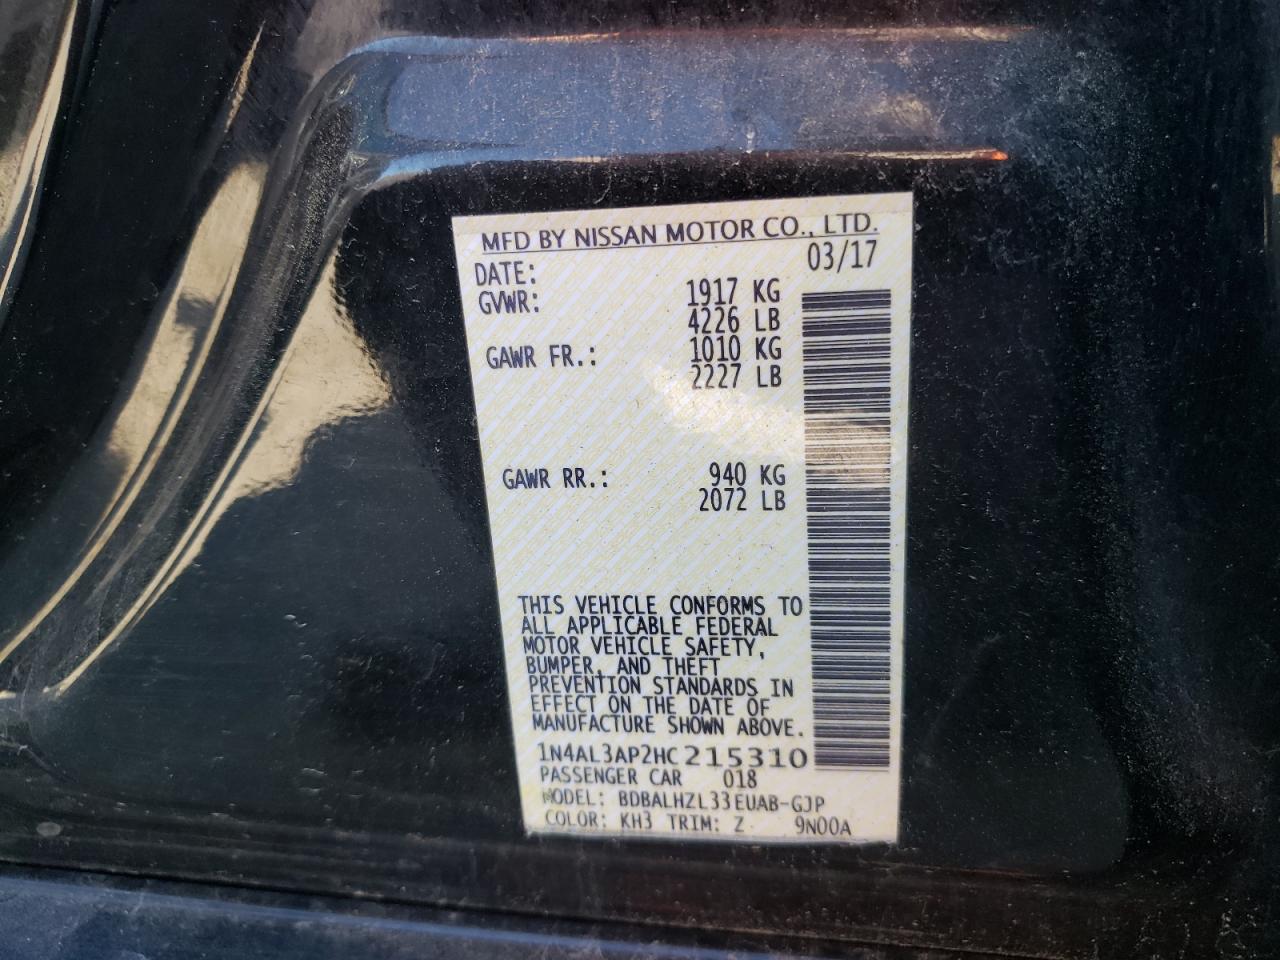 MFD BY NISSAN MOTOR CO., LTD.
DATE: 03/17
GVWR: 1917 KG
4226 LB
GAWR FR.: 1010 KG
2227 LB
GAWR RR.: 940 KG
2072 LB
THIS VEHICLE CONFORMS TO
ALL APPLICABLE FEDERAL
MOTOR VEHICLE SAFETY,
BUMPER, AND THEFT
PREVENTION STANDARDS IN
EFFECT ON THE DATE OF
MANUFACTURE SHOWN ABOVE.
1N4AL3AP2HC215310
PASSENGER CAR 018
MODEL: BDBALHZL33EUAB-GJP
COLOR: KH3 TRIM: Z 9N00A